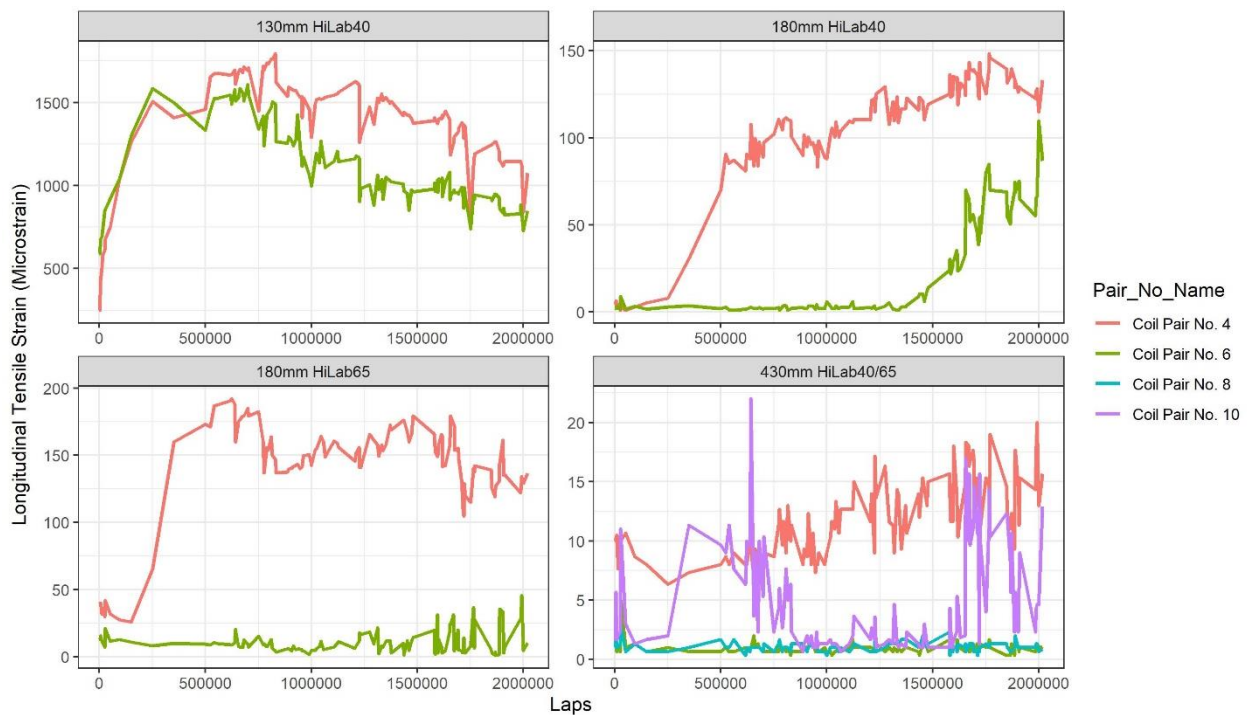 130mm HiLab40
180mm HiLab40
Longitudinal Tensile Strain (Microstrain)
1500
1000
500
150
100
50
0
0 500000 1000000 1500000 2000000
0 500000 1000000 1500000 2000000
180mm HiLab65
430mm HiLab40/65
200
150
100
50
0
20
15
10
5
0
0 500000 1000000 1500000 2000000
0 500000 1000000 1500000 2000000
Laps
Pair_No_Name
Coil Pair No. 4
Coil Pair No. 6
Coil Pair No. 8
Coil Pair No. 10